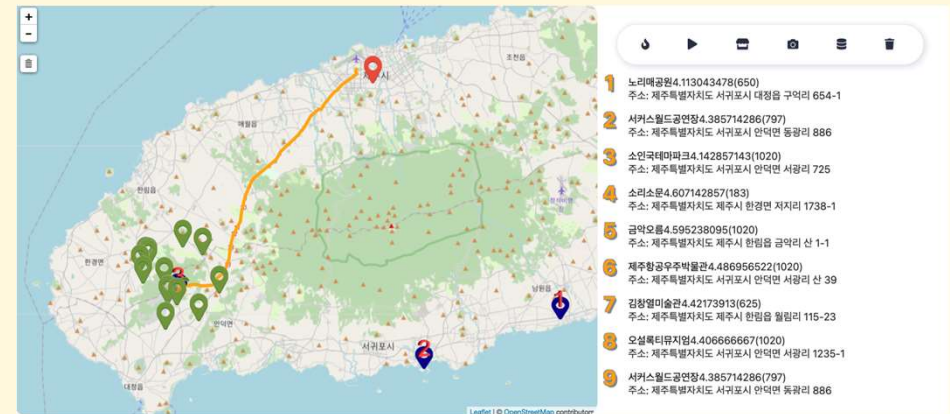 +
−
조천읍
시
애월읍
한림읍
한경면
안덕면
대정읍
서귀포시
남원읍
3
2
1
Leaflet | © OpenStreetMap contributors
1
노리매공원4.113043478(650)
주소: 제주특별자치도 서귀포시 대정읍 구억리 654-1
2
서커스월드공연장4.385714286(797)
주소: 제주특별자치도 서귀포시 안덕면 동광리 886
3
소인국테마파크4.142857143(1020)
주소: 제주특별자치도 서귀포시 안덕면 서광리 725
4
소리소문4.607142857(183)
주소: 제주특별자치도 제주시 한경면 저지리 1738-1
5
금악오름4.595238095(1020)
주소: 제주특별자치도 제주시 한림읍 금악리 산 1-1
6
제주항공우주박물관4.486956522(1020)
주소: 제주특별자치도 서귀포시 안덕면 서광리 산 39
7
김창열미술관4.42173913(625)
주소: 제주특별자치도 제주시 한림읍 월림리 115-23
8
오설록티뮤지엄4.406666667(1020)
주소: 제주특별자치도 서귀포시 안덕면 서광리 1235-1
9
서커스월드공연장4.385714286(797)
주소: 제주특별자치도 서귀포시 안덕면 동광리 886